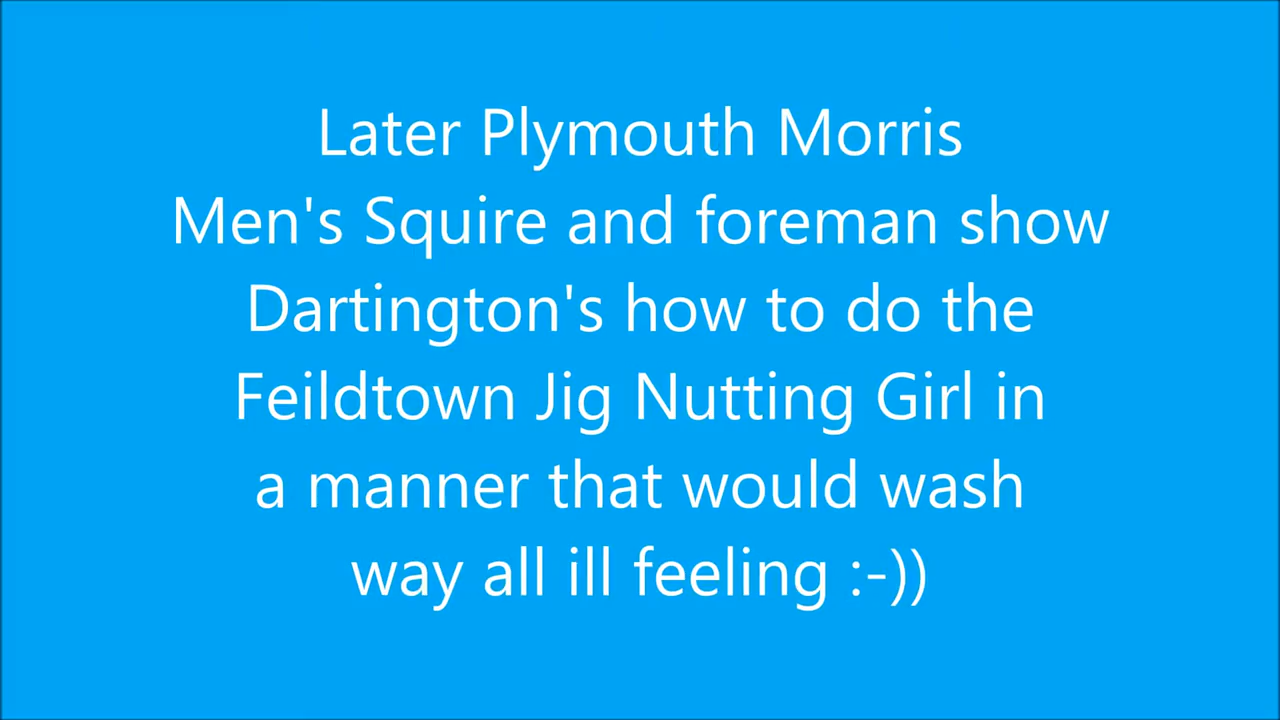 Later Plymouth Morris
Men's Squire and foreman show
Dartington's how to do the
Feildtown Jig Nutting Girl in
a manner that would wash
way all ill feeling :-))